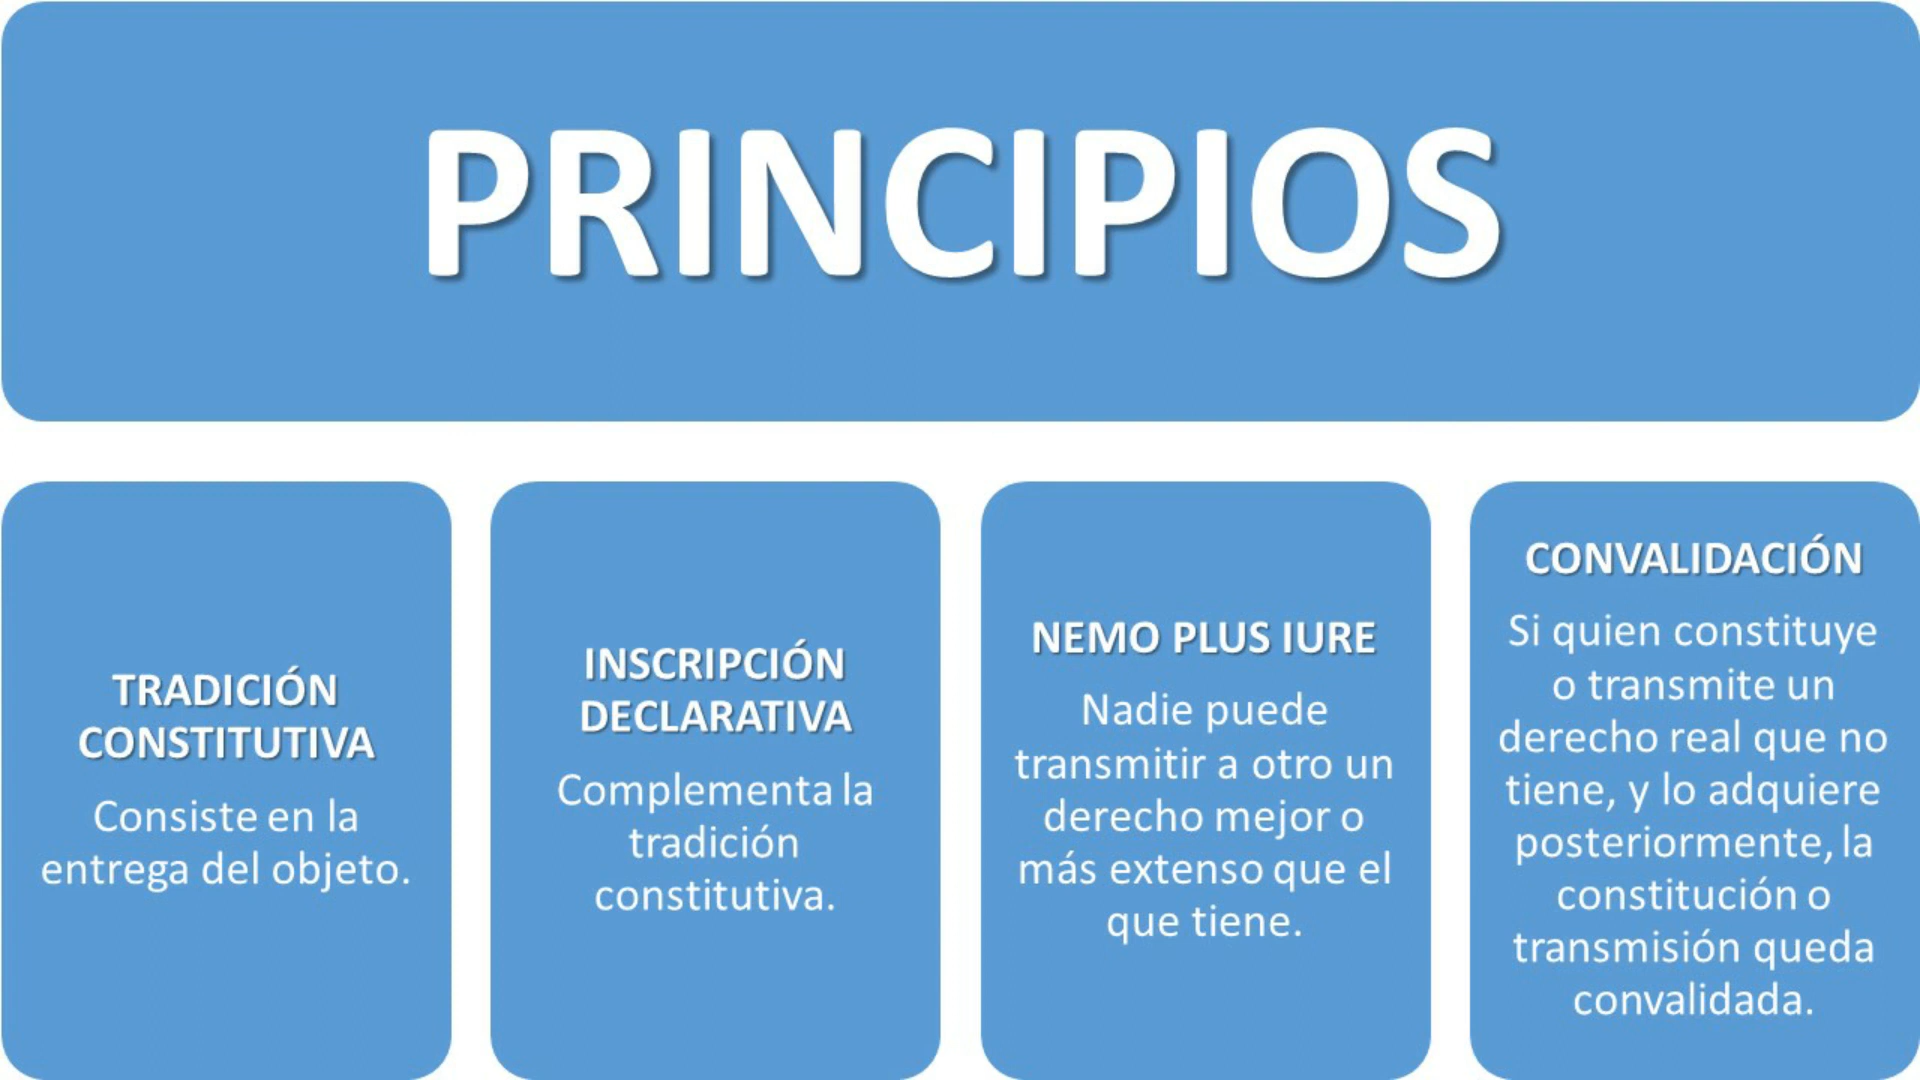 PRINCIPIOS
TRADICIÓN
CONSTITUTIVA
Consiste en la
entrega del objeto.
INSCRIPCIÓN
DECLARATIVA
Complementa la
tradición
constitutiva.
NEMO PLUS IURE
Nadie puede
transmitir a otro un
derecho mejor o
más extenso que el
que tiene.
CONVALIDACIÓN
Si quien constituye
o transmite un
derecho real que no
tiene, y lo adquiere
posteriormente, la
constitución o
transmisión queda
convalidada.